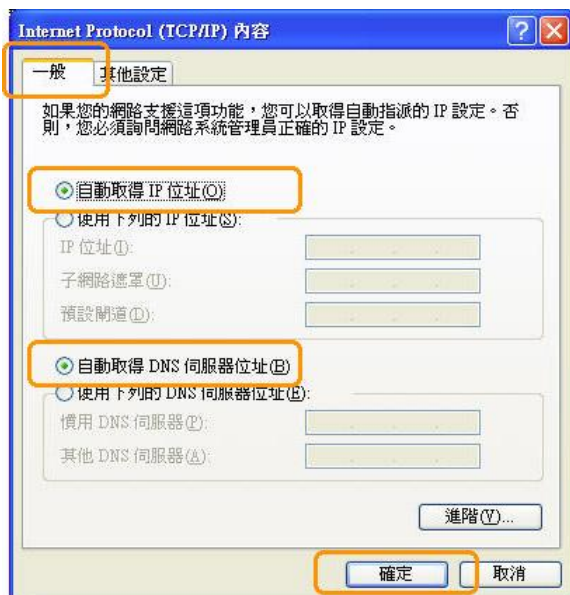 Internet Protocol (TCP/IP) 內容
一般
其他設定
如果您的網路支援這項功能，您可以取得自動指派的 IP 設定。否
則，您必須詢問網路系統管理員正確的 IP 設定。
自動取得 IP 位址(O)
使用下列的 IP 位址(S):
IP 位址(I):
子網路遮罩(U):
預設閘道(D):
自動取得 DNS 伺服器位址(B)
使用下列的 DNS 伺服器位址(E):
慣用 DNS 伺服器(P):
其他 DNS 伺服器(A):
進階(V)...
確定
取消